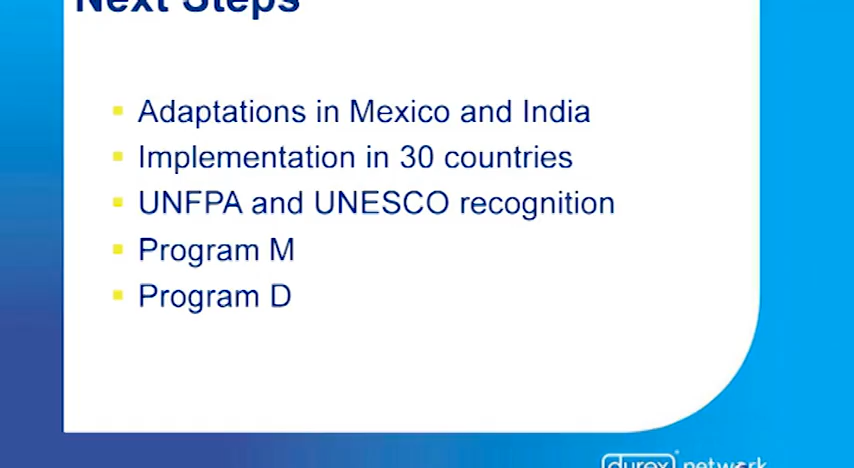 Next Steps
Adaptations in Mexico and India
Implementation in 30 countries
UNFPA and UNESCO recognition
Program M
Program D
durex network